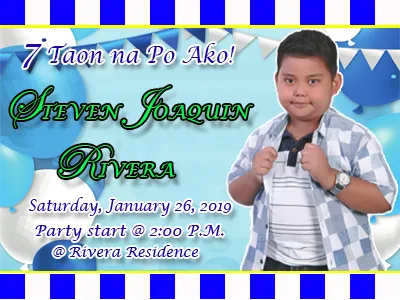 7 Taon na Po Ako!
Steven Joaquin
Rivera
Saturday, January 26, 2019
Party start @ 2:00 P.M.
@ Rivera Residence